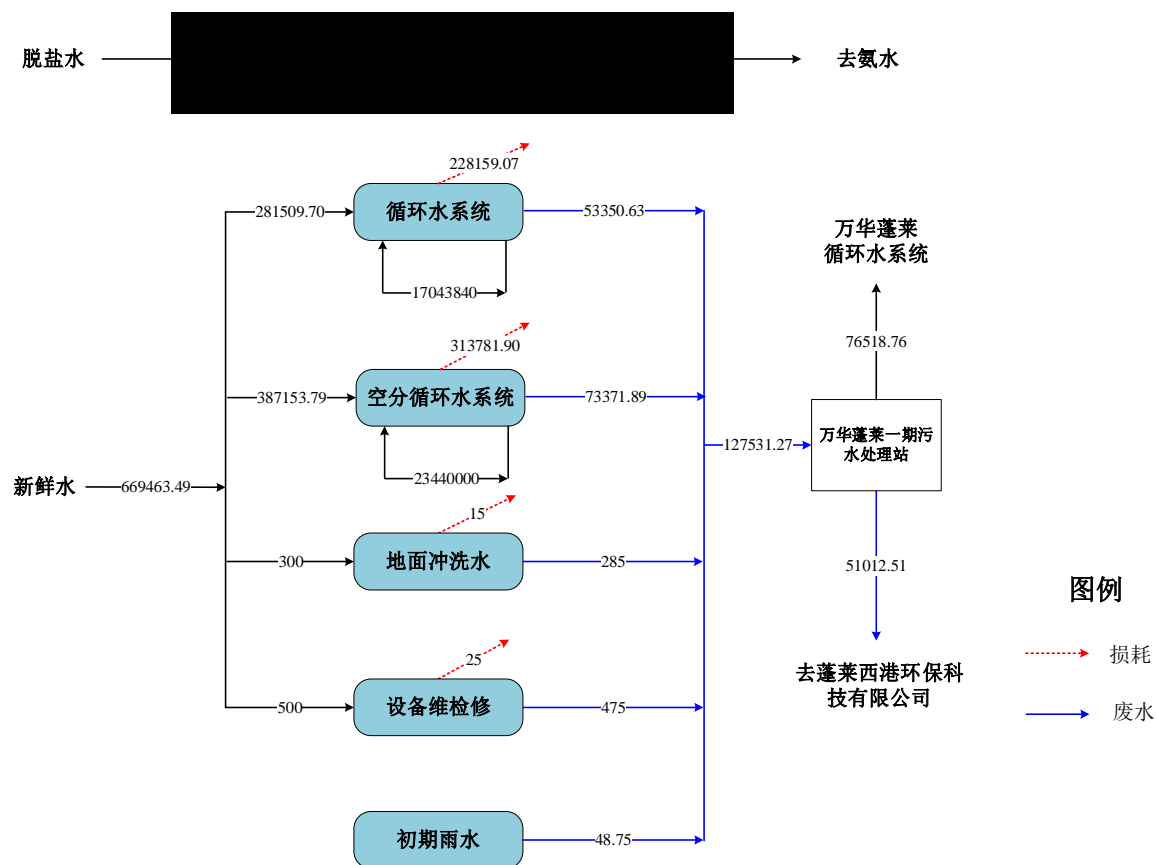 脱盐水
去氨水
228159.07
281509.70
循环水系统
53350.63
17043840
万华蓬莱
循环水系统
76518.76
313781.90
387153.79
空分循环水系统
73371.89
23440000
127531.27
万华蓬莱一期污
水处理站
新鲜水
669463.49
15
300
地面冲洗水
285
51012.51
25
500
设备维检修
475
去蓬莱西港环保科
技有限公司
初期雨水
48.75
图例
损耗
废水